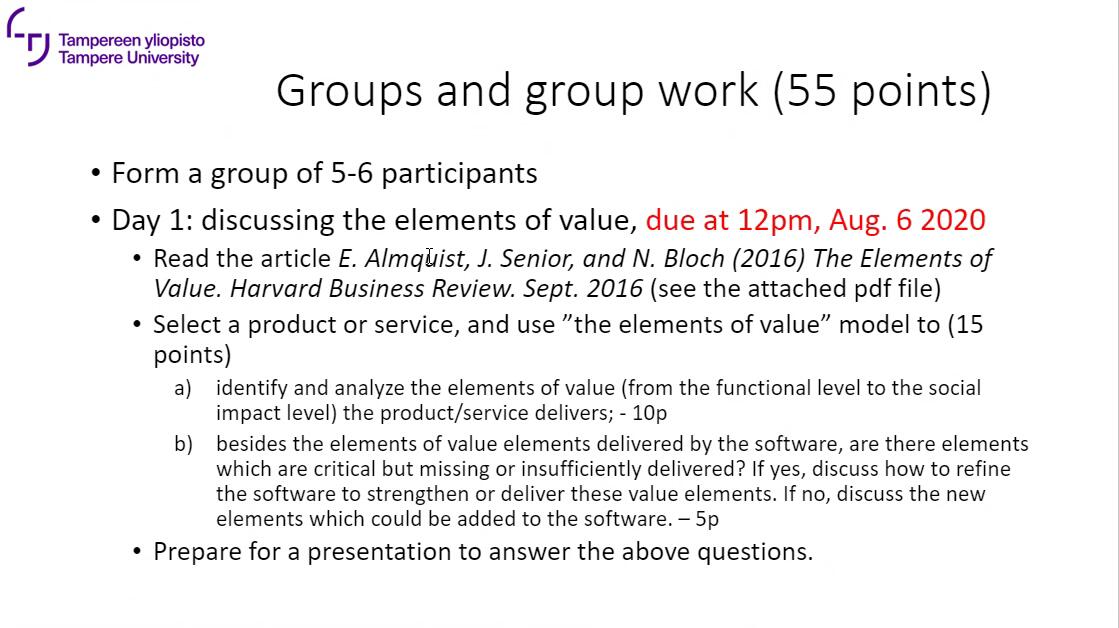 Tampereen yliopisto
Tampere University
Groups and group work (55 points)
• Form a group of 5-6 participants
• Day 1: discussing the elements of value, due at 12pm, Aug. 6 2020
• Read the article E. Almquist, J. Senior, and N. Bloch (2016) The Elements of
Value. Harvard Business Review. Sept. 2016 (see the attached pdf file)
• Select a product or service, and use ”the elements of value” model to (15
points)
a) identify and analyze the elements of value (from the functional level to the social
impact level) the product/service delivers; - 10p
b) besides the elements of value elements delivered by the software, are there elements
which are critical but missing or insufficiently delivered? If yes, discuss how to refine
the software to strengthen or deliver these value elements. If no, discuss the new
elements which could be added to the software. – 5p
• Prepare for a presentation to answer the above questions.